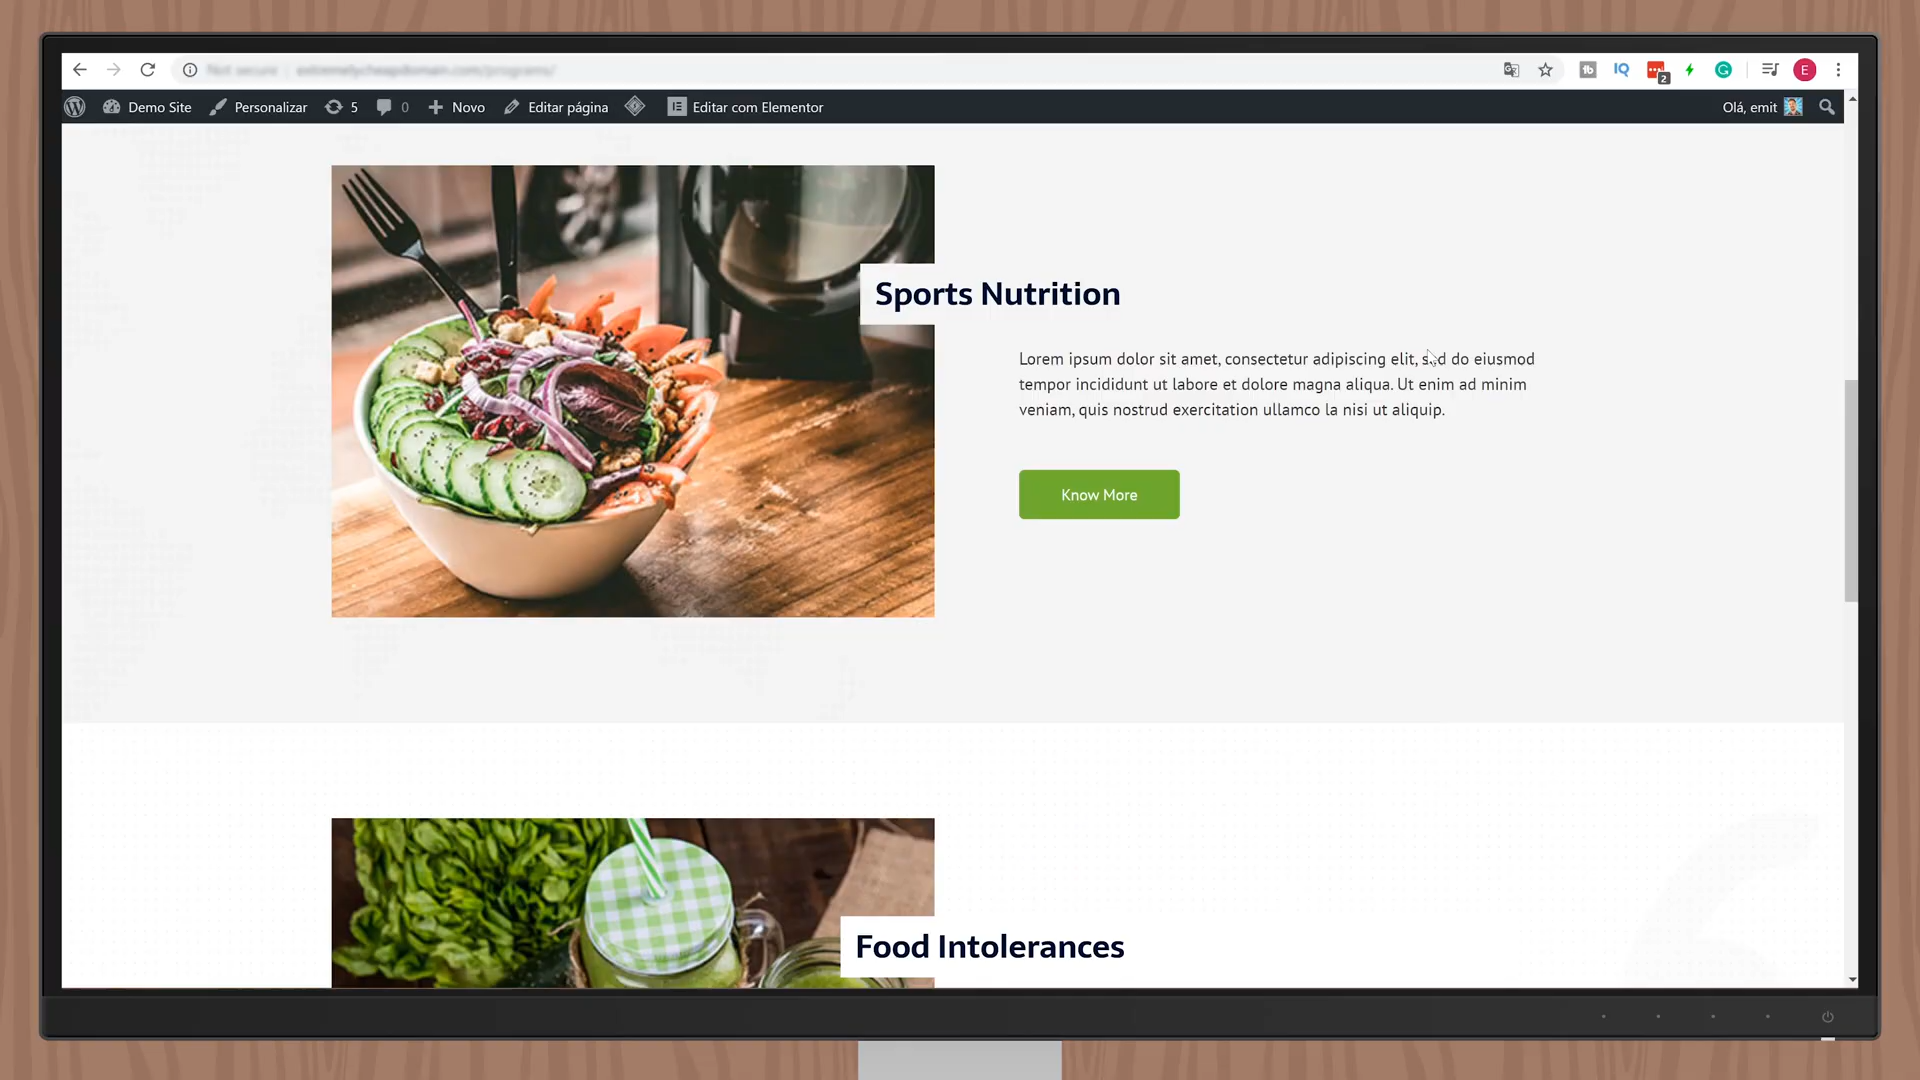 Demo Site Personalizar 5 0 Novo Editar página Editar com Elementor Olá, emit
IQ 2 E
Sports Nutrition
Lorem ipsum dolor sit amet, consectetur adipiscing elit, sed do eiusmod
tempor incididunt ut labore et dolore magna aliqua. Ut enim ad minim
veniam, quis nostrud exercitation ullamco la nisi ut aliquip.
Know More
Food Intolerances